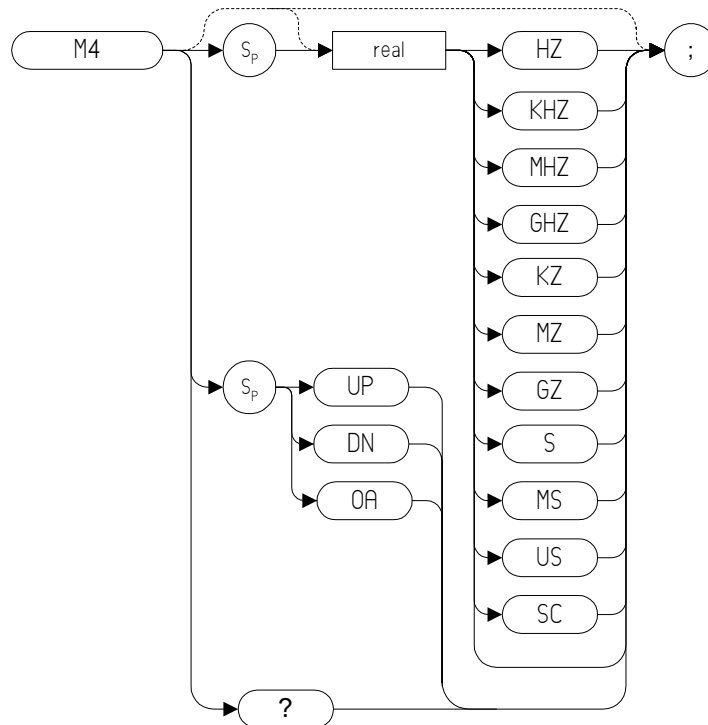 M4 Sp real HZ ;
KHZ
MHZ
GHZ
KZ
MZ
Sp UP GZ
DN S
OA MS
US
SC
?